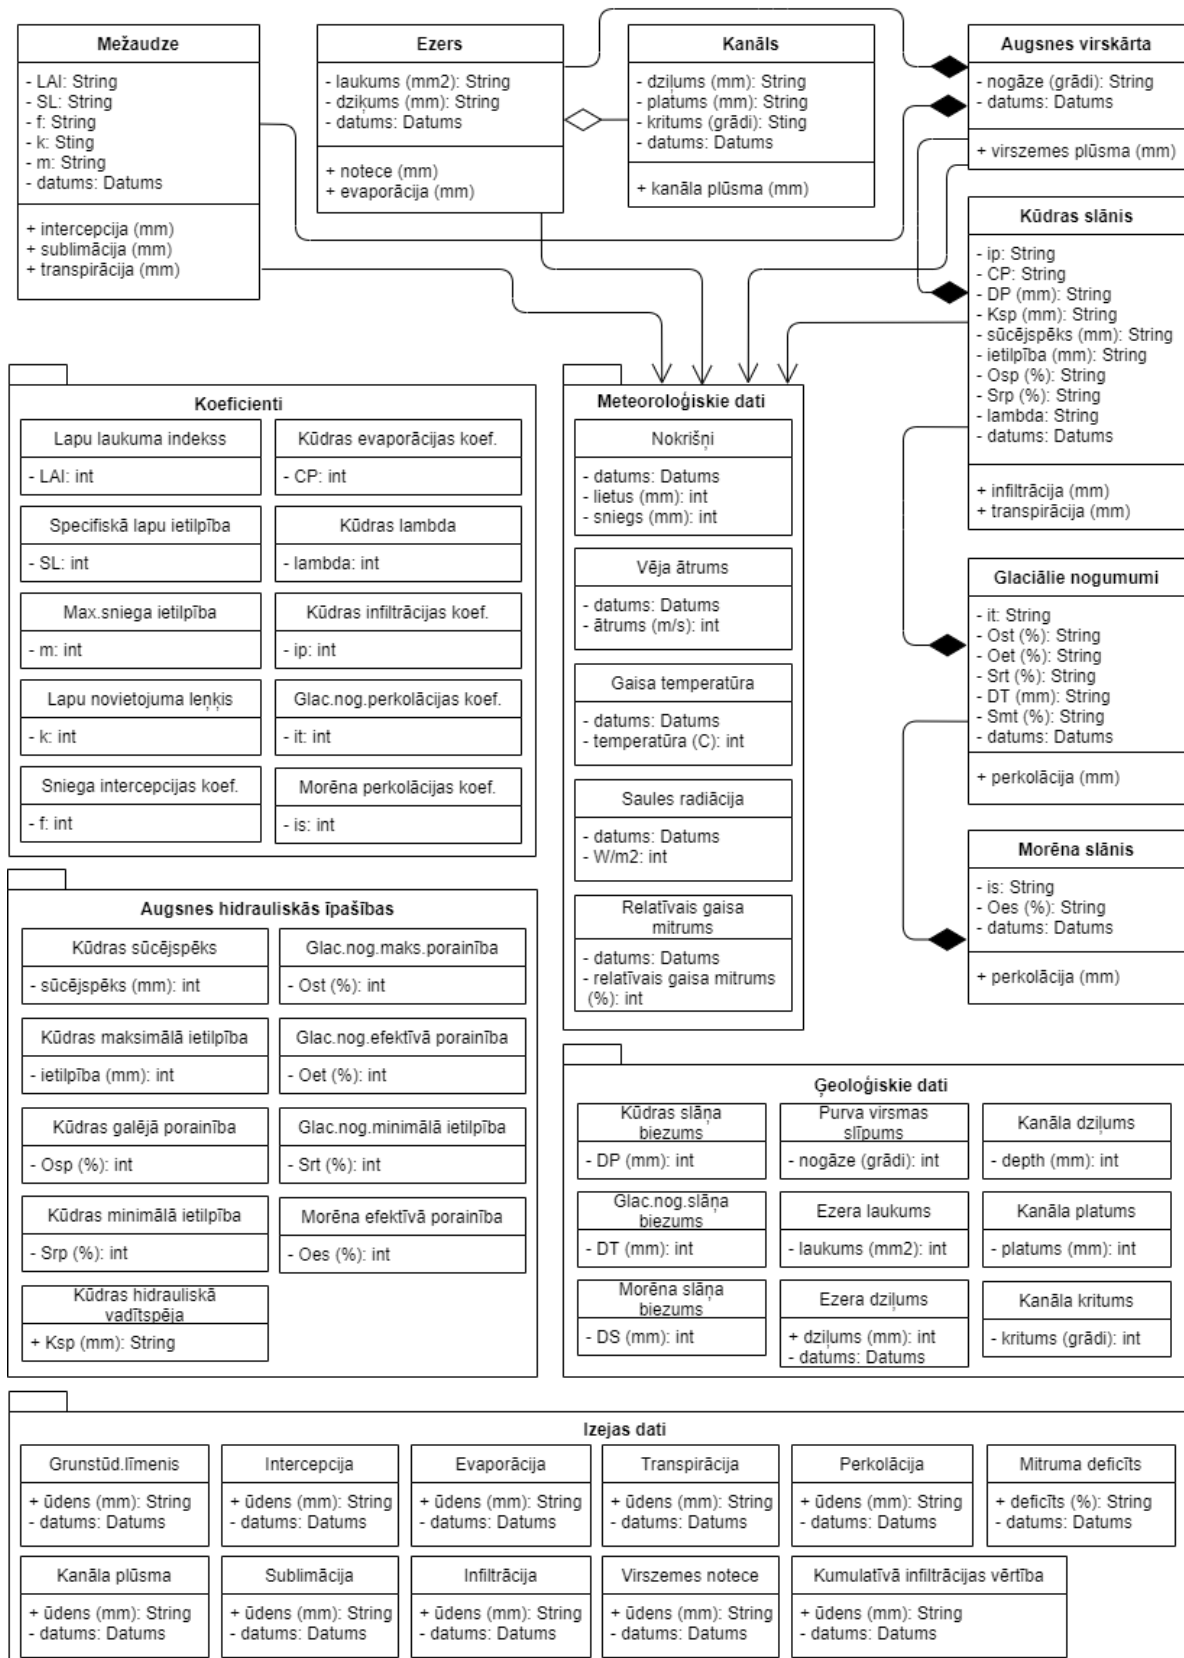 Mežaudze
- LAI: String
- SL: String
- f: String
- k: Sting
- m: String
- datums: Datums
+ intercepcija (mm)
+ sublimācija (mm)
+ transpirācija (mm)
Ezers
- laukums (mm2): String
- dziķums (mm): String
- datums: Datums
+ notece (mm)
+ evaporācija (mm)
Kanāls
- dziļums (mm): String
- platums (mm): String
- kritums (grādi): Sting
- datums: Datums
+ kanāla plūsma (mm)
Augsnes virskārta
- nogāze (grādi): String
- datums: Datums
+ virszemes plūsma (mm)
Kūdras slānis
- ip: String
- CP: String
- DP (mm): String
- Ksp (mm): String
- sūcējspēks (mm): String
- ietilpība (mm): String
- Osp (%): String
- Srp (%): String
- lambda: String
- datums: Datums
+ infiltrācija (mm)
+ transpirācija (mm)
Glaciālie nogumumi
- it: String
- Ost (%): String
- Oet (%): String
- Srt (%): String
- DT (mm): String
- Smt (%): String
- datums: Datums
+ perkolācija (mm)
Morēna slānis
- is: String
- Oes (%): String
- datums: Datums
+ perkolācija (mm)
Koeficienti
Lapu laukuma indekss
- LAI: int
Kūdras evaporācijas koef.
- CP: int
Specifiskā lapu ietilpība
- SL: int
Kūdras lambda
- lambda: int
Max.sniega ietilpība
- m: int
Kūdras infiltrācijas koef.
- ip: int
Lapu novietojuma leņķis
- k: int
Glac.nog.perkolācijas koef.
- it: int
Sniega intercepcijas koef.
- f: int
Morēna perkolācijas koef.
- is: int
Meteoroloģiskie dati
Nokrišņi
- datums: Datums
- lietus (mm): int
- sniegs (mm): int
Vēja ātrums
- datums: Datums
- ātrums (m/s): int
Gaisa temperatūra
- datums: Datums
- temperatūra (C): int
Saules radiācija
- datums: Datums
- W/m2: int
Relatīvais gaisa
mitrums
- datums: Datums
- relatīvais gaisa mitrums
(%): int
Augsnes hidrauliskās īpašības
Kūdras sūcējspēks
- sūcējspēks (mm): int
Glac.nog.maks.porainība
- Ost (%): int
Kūdras maksimālā ietilpība
- ietilpība (mm): int
Glac.nog.efektīvā porainība
- Oet (%): int
Kūdras galējā porainība
- Osp (%): int
Glac.nog.minimālā ietilpība
- Srt (%): int
Kūdras minimālā ietilpība
- Srp (%): int
Morēna efektīvā porainība
- Oes (%): int
Kūdras hidrauliskā
vadītspēja
+ Ksp (mm): String
Ģeoloģiskie dati
Kūdras slāņa
biezums
- DP (mm): int
Purva virsmas
slīpums
- nogāze (grādi): int
Kanāla dziļums
- depth (mm): int
Glac.nog.slāņa
biezums
- DT (mm): int
Ezera laukums
- laukums (mm2): int
Kanāla platums
- platums (mm): int
Morēna slāņa
biezums
- DS (mm): int
Ezera dziļums
+ dziļums (mm): int
- datums: Datums
Kanāla kritums
- kritums (grādi): int
Izejas dati
Grunstūd.līmenis
+ ūdens (mm): String
- datums: Datums
Intercepcija
+ ūdens (mm): String
- datums: Datums
Evaporācija
+ ūdens (mm): String
- datums: Datums
Transpirācija
+ ūdens (mm): String
- datums: Datums
Perkolācija
+ ūdens (mm): String
- datums: Datums
Mitruma deficīts
+ deficīts (%): String
- datums: Datums
Kanāla plūsma
+ ūdens (mm): String
- datums: Datums
Sublimācija
+ ūdens (mm): String
- datums: Datums
Infiltrācija
+ ūdens (mm): String
- datums: Datums
Virszemes notece
+ ūdens (mm): String
- datums: Datums
Kumulatīvā infiltrācijas vērtība
+ ūdens (mm): String
- datums: Datums